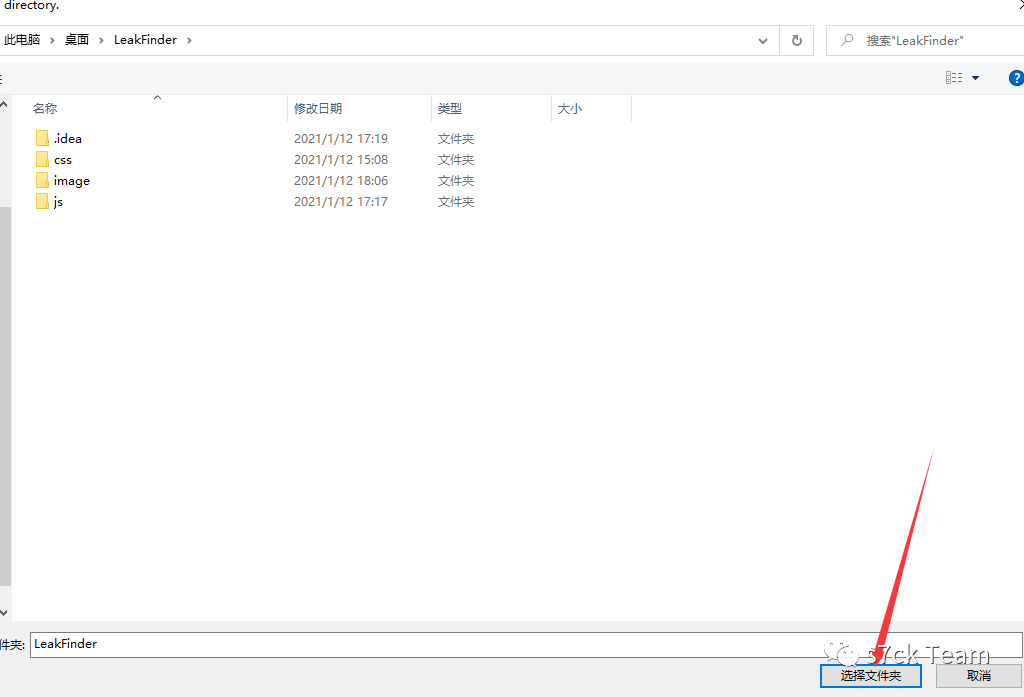 directory.
此电脑 › 桌面 › LeakFinder ›
搜索"LeakFinder"
名称 修改日期 类型 大小
.idea 2021/1/12 17:19 文件夹
css 2021/1/12 15:08 文件夹
image 2021/1/12 18:06 文件夹
js 2021/1/12 17:17 文件夹
件夹: LeakFinder
s7ck Team
选择文件夹 取消